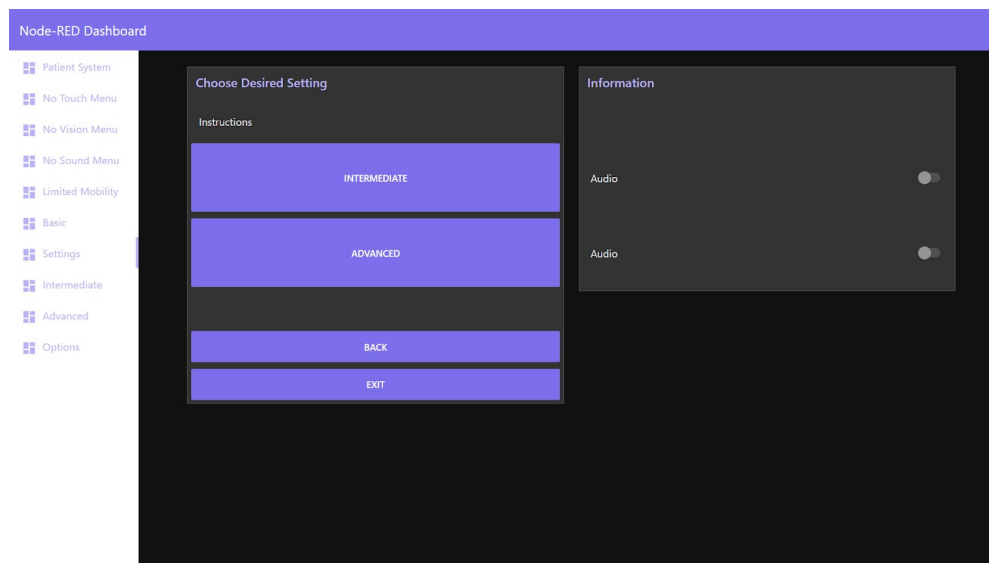 Node-RED Dashboard
Patient System
No Touch Menu
No Vision Menu
No Sound Menu
Limited Mobility
Basic
Settings
Intermediate
Advanced
Options
Choose Desired Setting
Instructions
INTERMEDIATE
ADVANCED
BACK
EXIT
Information
Audio
Audio